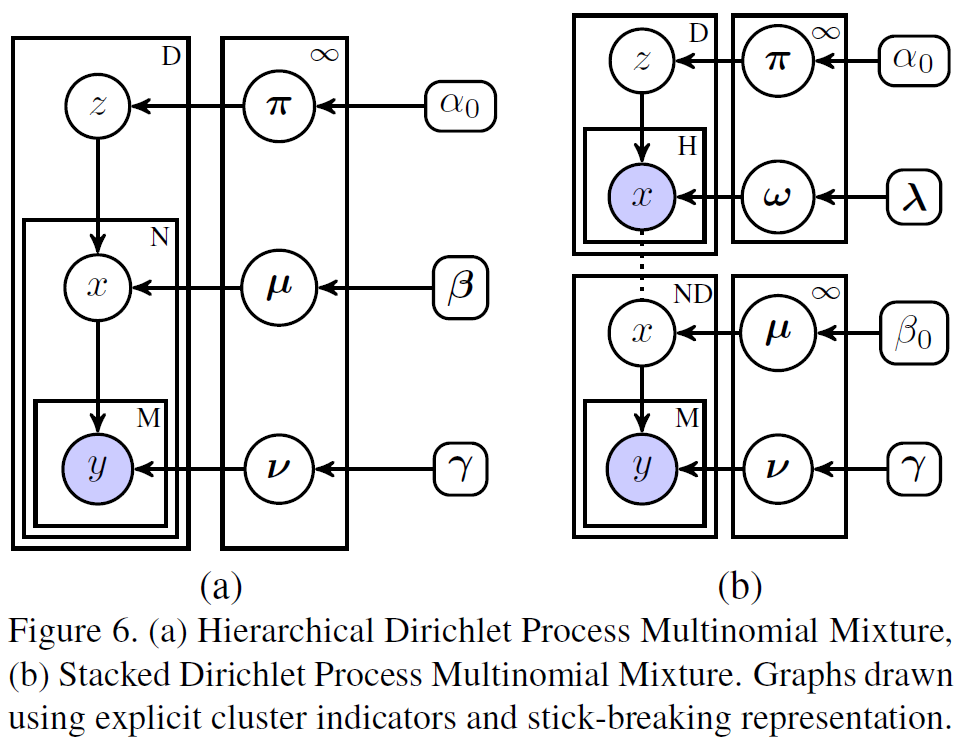 D
∞
z
π
α₀
N
x
μ
β
M
y
ν
γ
(a)
D
∞
z
π
α₀
H
x
ω
λ
ND
∞
x
μ
β₀
M
y
ν
γ
(b)
Figure 6. (a) Hierarchical Dirichlet Process Multinomial Mixture,
(b) Stacked Dirichlet Process Multinomial Mixture. Graphs drawn
using explicit cluster indicators and stick-breaking representation.